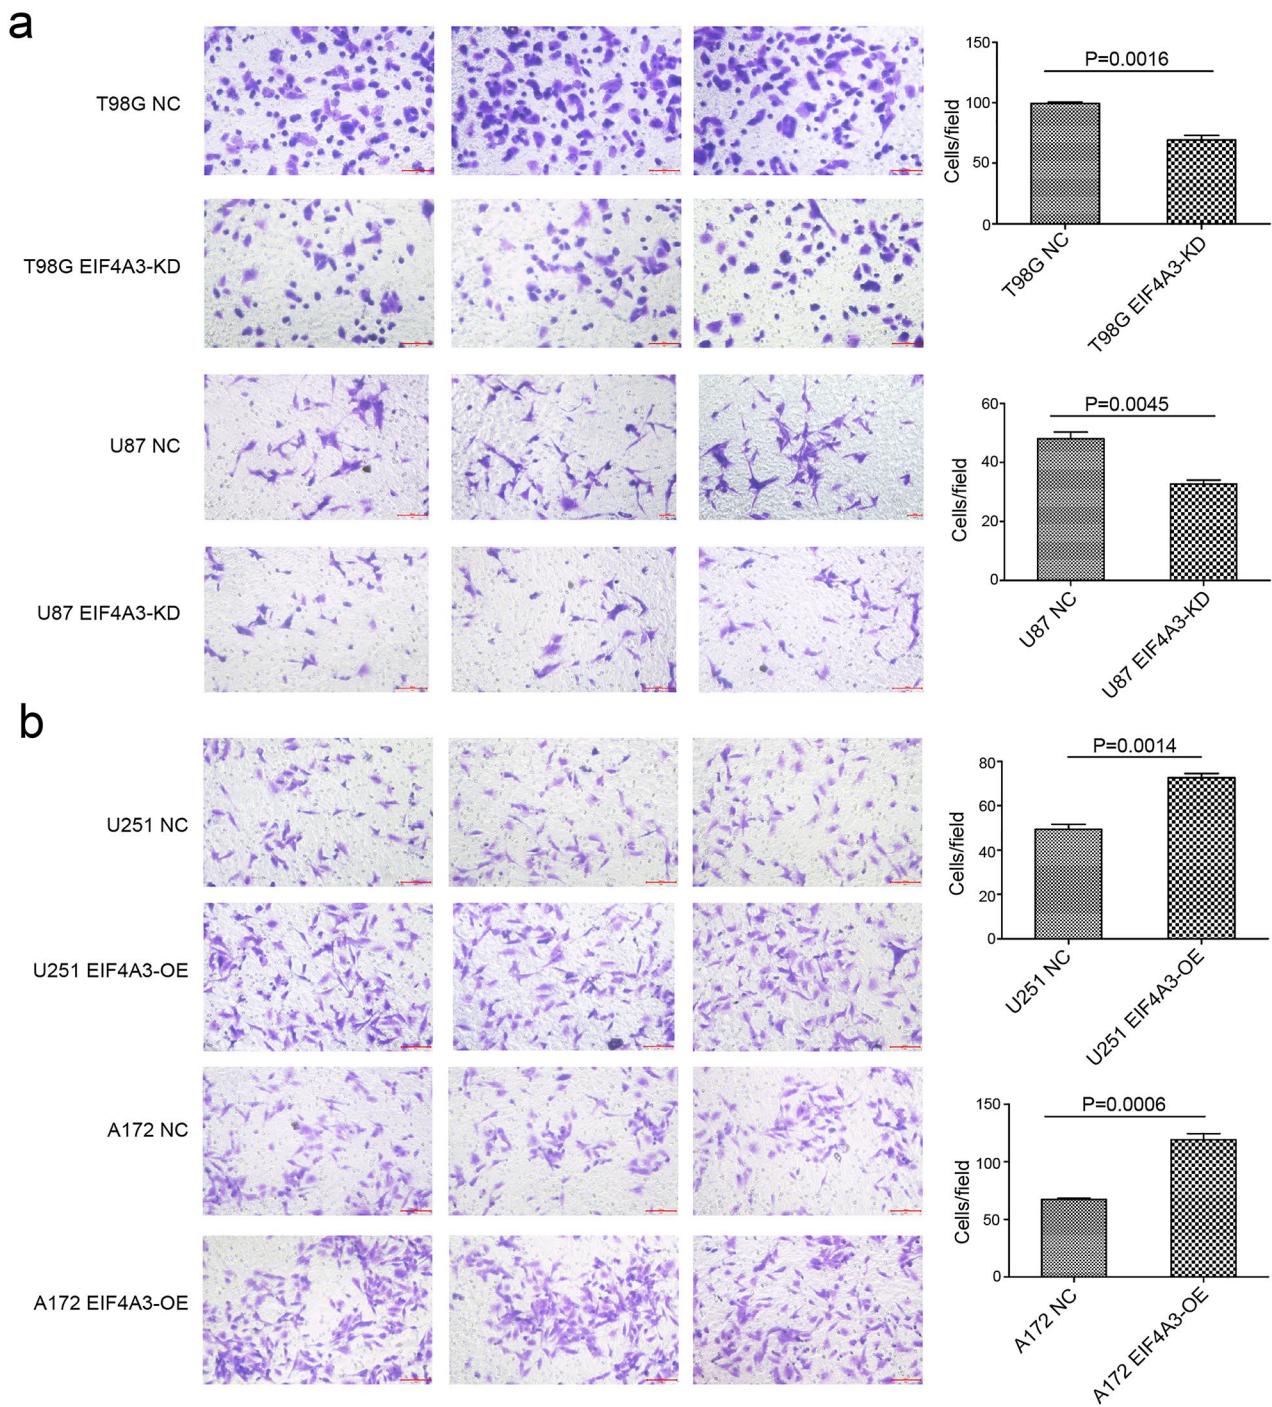 a
T98G NC
T98G EIF4A3-KD
U87 NC
U87 EIF4A3-KD
150
100
50
0
Cells/field
P=0.0016
T98G NC
T98G EIF4A3-KD
60
40
20
0
Cells/field
P=0.0045
U87 NC
U87 EIF4A3-KD
b
U251 NC
U251 EIF4A3-OE
A172 NC
A172 EIF4A3-OE
80
60
40
20
0
Cells/field
P=0.0014
U251 NC
U251 EIF4A3-OE
150
100
50
0
Cells/field
P=0.0006
A172 NC
A172 EIF4A3-OE